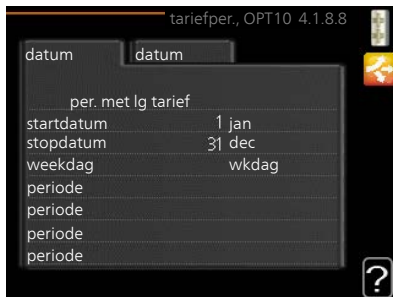 tariefper., OPT10 4.1.8.8
datum datum
per. met lg tarief
startdatum 1 jan
stopdatum 31 dec
weekdag wkdag
periode
periode
periode
periode
?